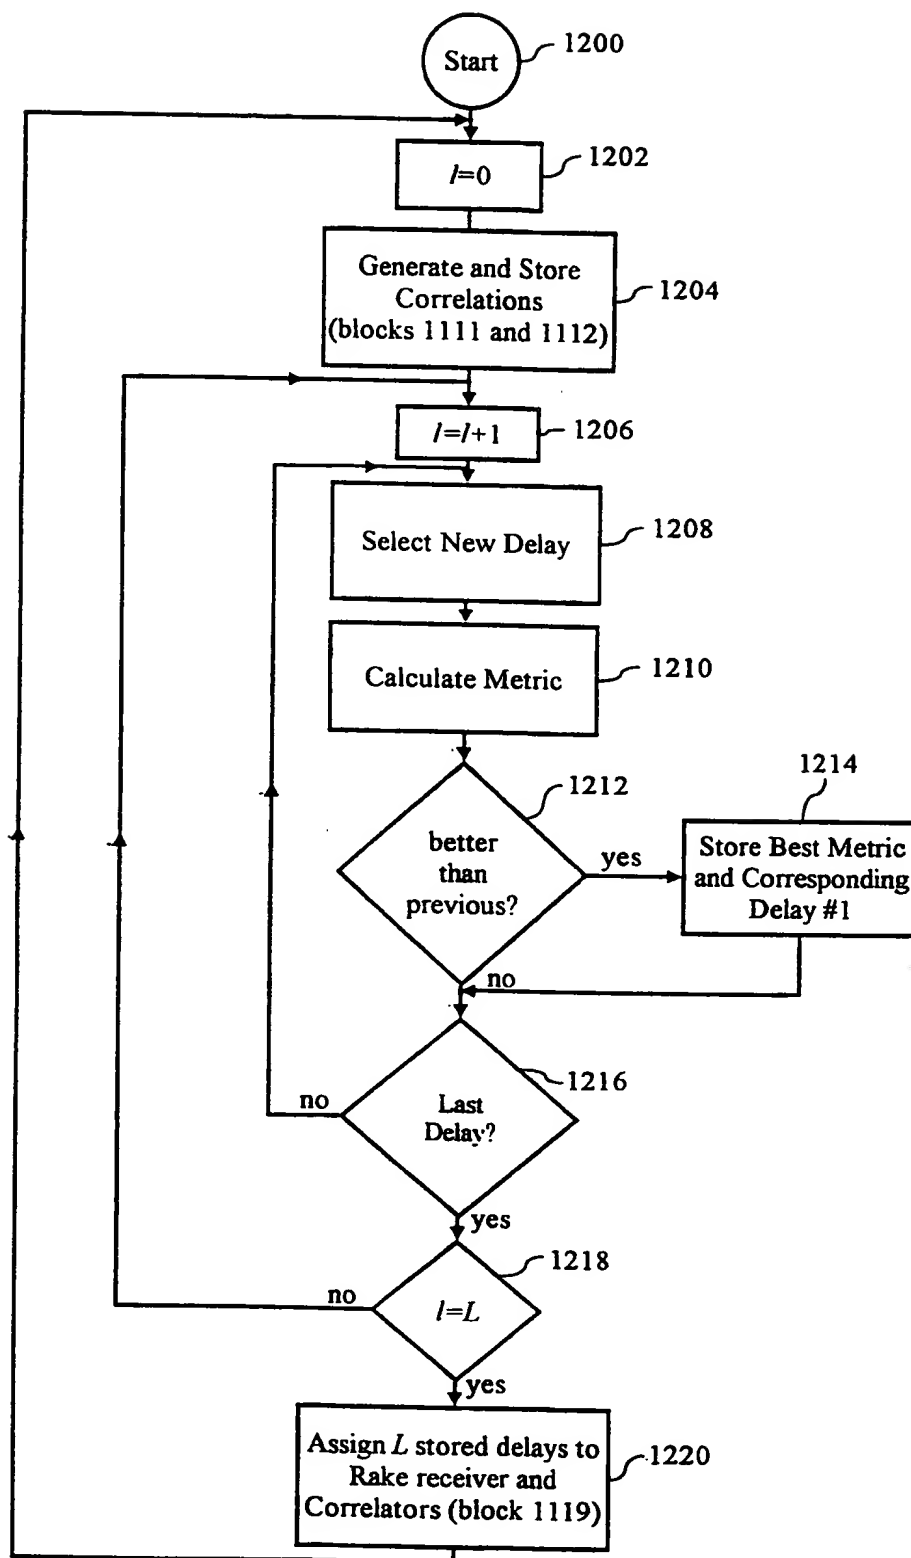 Start
1200
l=0
1202
Generate and Store
Correlations
(blocks 1111 and 1112)
1204
l=l+1
1206
Select New Delay
1208
Calculate Metric
1210
better
than
previous?
1212
yes
1214
Store Best Metric
and Corresponding
Delay #1
no
Last
Delay?
1216
no
yes
l=L
1218
no
yes
Assign L stored delays to
Rake receiver and
Correlators (block 1119)
1220